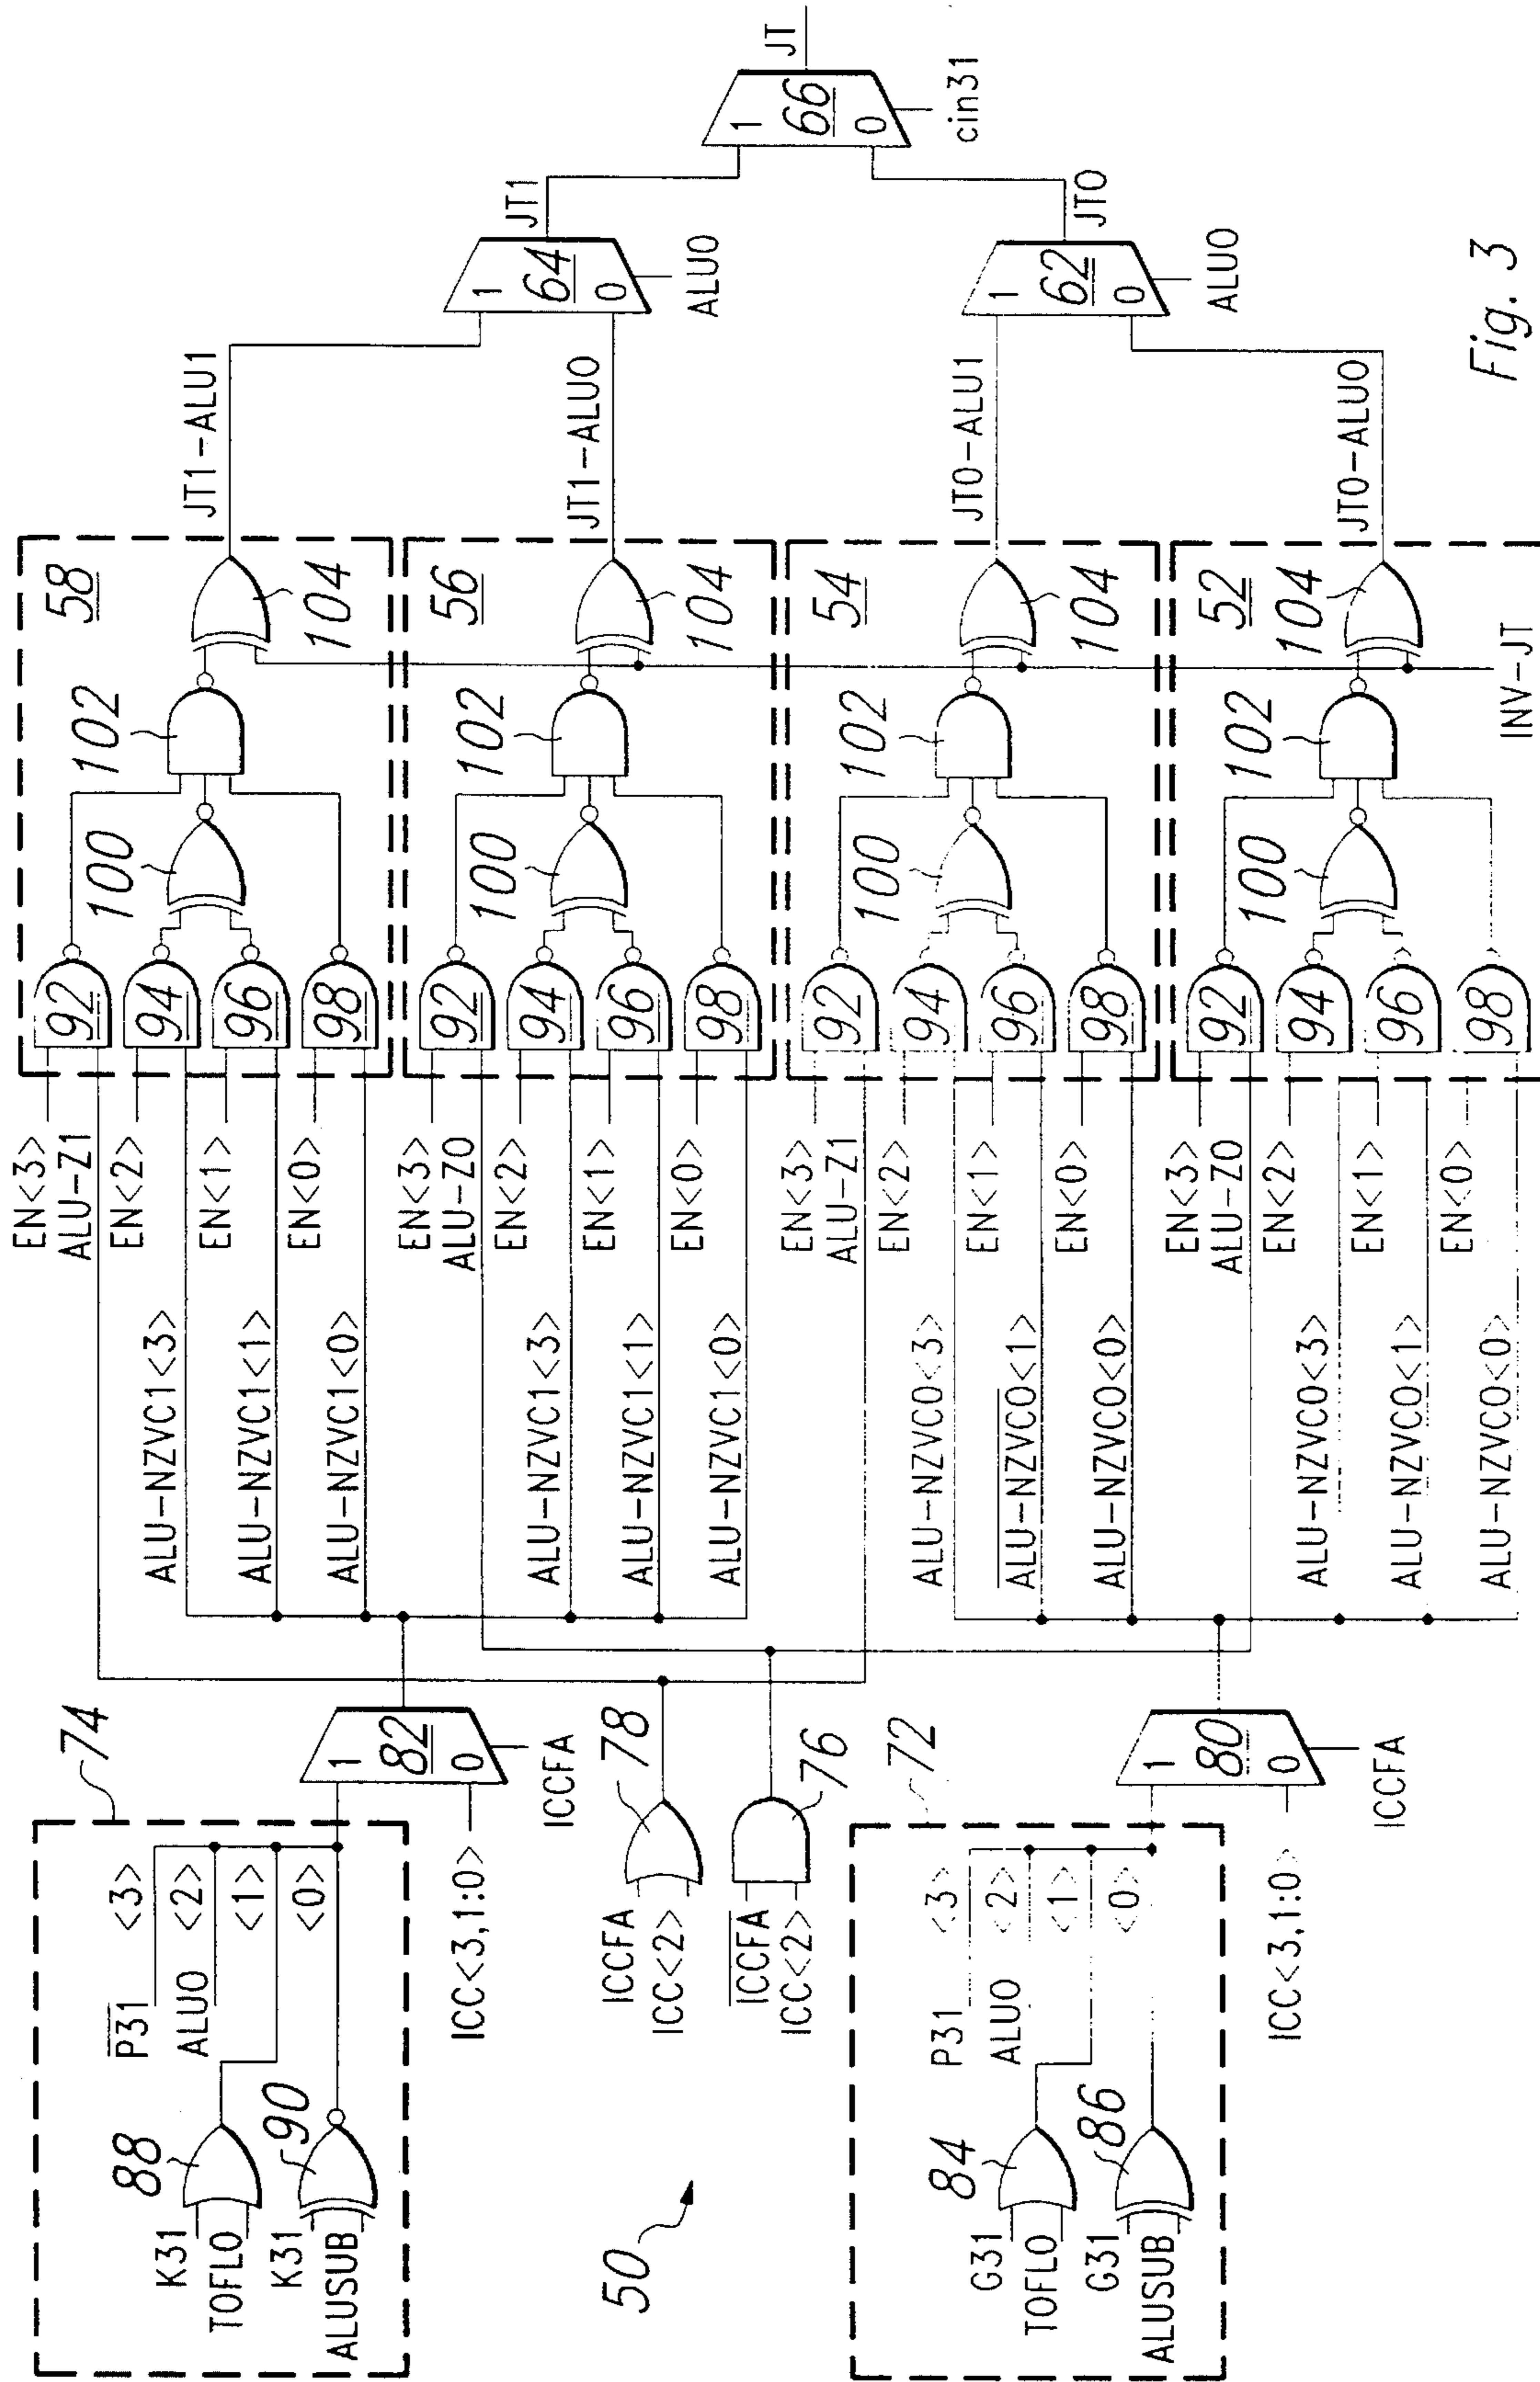 74
P31 <3>
ALU0 <2>
<1>
<0>
88
K31
TOFLO
90
K31
ALUSUB
1
82
0
ICC<3,1:0>
ICCFA
ICCFA
ICC<2>
78
ICCFA
ICC<2>
76
50
72
P31 <3>
ALU0 <2>
<1>
<0>
84
G31
TOFLO
86
G31
ALUSUB
1
80
0
ICC<3,1:0>
ICCFA
EN<3>
ALU-Z1
EN<2>
ALU-NZVC1<3>
EN<1>
ALU-NZVC1<1>
EN<0>
ALU-NZVC1<0>
92
94
96
98
100
102
58
104
JT1-ALU1
EN<3>
ALU-Z0
EN<2>
ALU-NZVC1<3>
EN<1>
ALU-NZVC1<1>
EN<0>
ALU-NZVC1<0>
92
94
96
98
100
102
56
104
JT1-ALU0
EN<3>
ALU-Z1
EN<2>
ALU-NZVC0<3>
EN<1>
ALU-NZVC0<1>
EN<0>
ALU-NZVC0<0>
92
94
96
98
100
102
54
104
JT0-ALU1
EN<3>
ALU-Z0
EN<2>
ALU-NZVC0<3>
EN<1>
ALU-NZVC0<1>
EN<0>
ALU-NZVC0<0>
92
94
96
98
100
102
52
104
JT0-ALU0
INV-JT
1
64
0
ALU0
JT1
1
62
0
ALU0
JT0
1
66
0
cin31
JT
Fig. 3